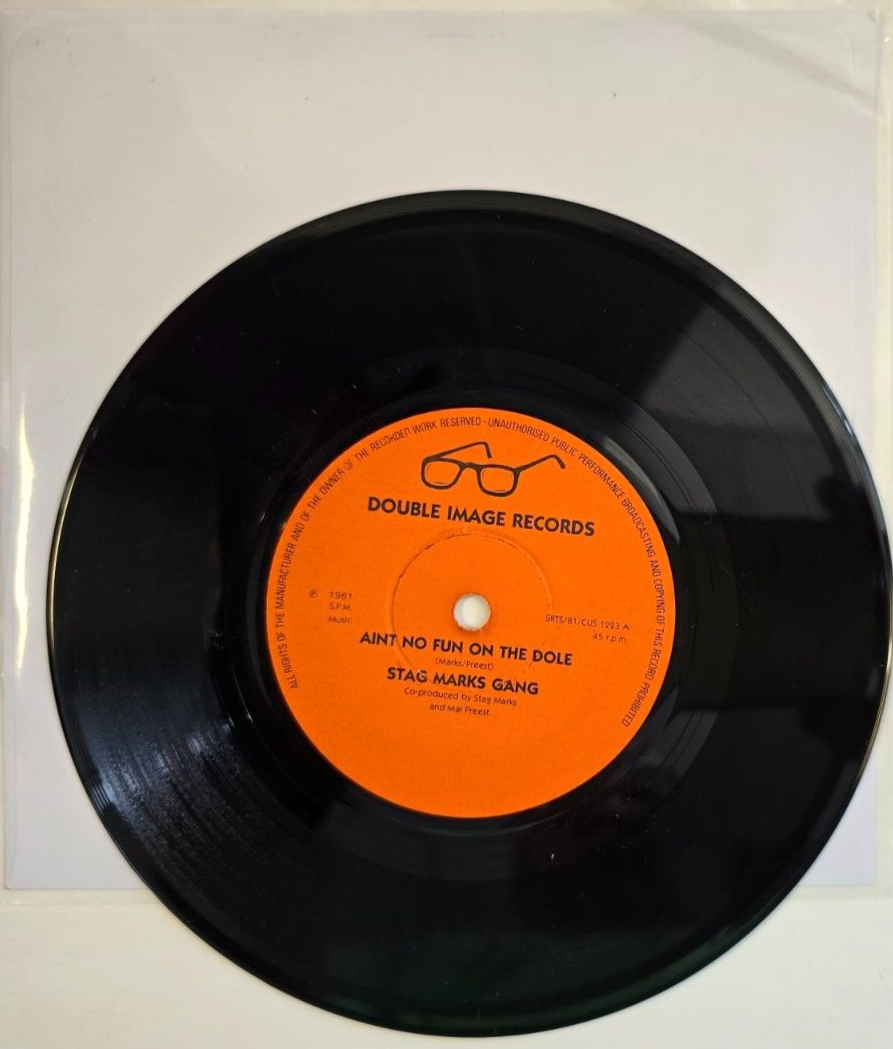 ALL RIGHTS OF THE MANUFACTURER AND OF THE OWNER OF THE RECORDED WORK RESERVED - UNAUTHORISED PUBLIC PERFORMANCE BROADCASTING AND COPYING OF THIS RECORD PROHIBITED
DOUBLE IMAGE RECORDS
℗ 1981
S.P.M.
Music
SRTS/81/CUS 1223 A
45 r.p.m.
AINT NO FUN ON THE DOLE
(Marks/Preest)
STAG MARKS GANG
Co-produced by Stag Marks
and Mal Preest